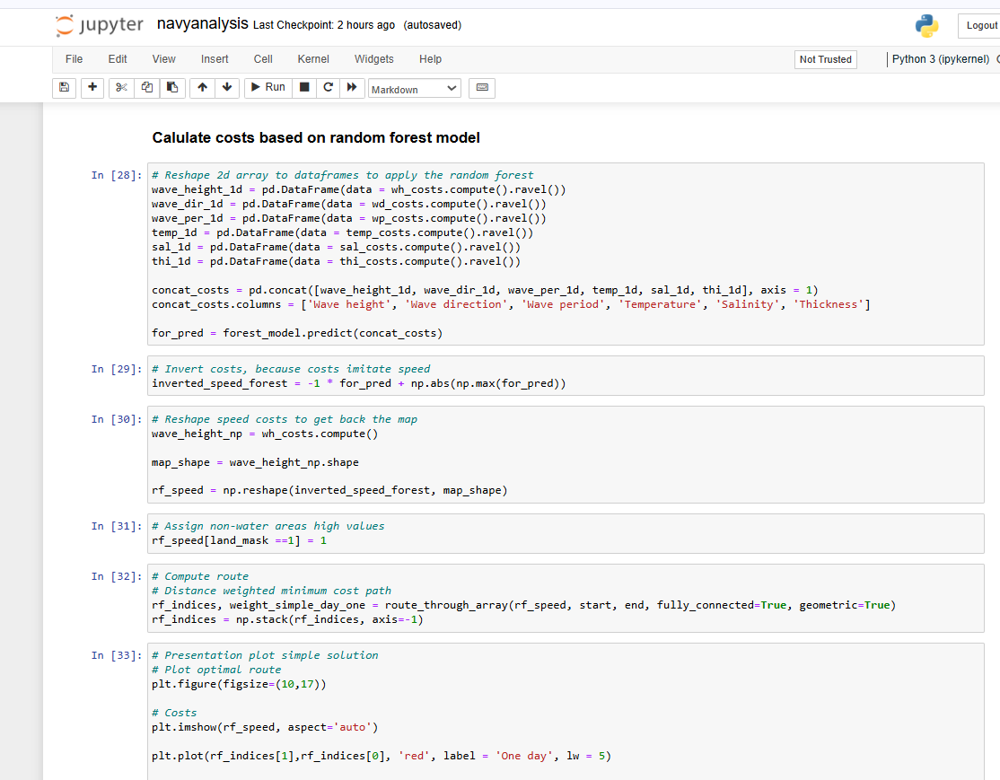 jupyter navyanalysis Last Checkpoint: 2 hours ago (autosaved)
Logout
File Edit View Insert Cell Kernel Widgets Help
Not Trusted
Python 3 (ipykernel)
Run
Markdown
Calulate costs based on random forest model
In [28]:
# Reshape 2d array to dataframes to apply the random forest
wave_height_1d = pd.DataFrame(data = wh_costs.compute().ravel())
wave_dir_1d = pd.DataFrame(data = wd_costs.compute().ravel())
wave_per_1d = pd.DataFrame(data = wp_costs.compute().ravel())
temp_1d = pd.DataFrame(data = temp_costs.compute().ravel())
sal_1d = pd.DataFrame(data = sal_costs.compute().ravel())
thi_1d = pd.DataFrame(data = thi_costs.compute().ravel())
concat_costs = pd.concat([wave_height_1d, wave_dir_1d, wave_per_1d, temp_1d, sal_1d, thi_1d], axis = 1)
concat_costs.columns = ['Wave height', 'Wave direction', 'Wave period', 'Temperature', 'Salinity', 'Thickness']
for_pred = forest_model.predict(concat_costs)
In [29]:
# Invert costs, because costs imitate speed
inverted_speed_forest = -1 * for_pred + np.abs(np.max(for_pred))
In [30]:
# Reshape speed costs to get back the map
wave_height_np = wh_costs.compute()
map_shape = wave_height_np.shape
rf_speed = np.reshape(inverted_speed_forest, map_shape)
In [31]:
# Assign non-water areas high values
rf_speed[land_mask ==1] = 1
In [32]:
# Compute route
# Distance weighted minimum cost path
rf_indices, weight_simple_day_one = route_through_array(rf_speed, start, end, fully_connected=True, geometric=True)
rf_indices = np.stack(rf_indices, axis=-1)
In [33]:
# Presentation plot simple solution
# Plot optimal route
plt.figure(figsize=(10,17))
# Costs
plt.imshow(rf_speed, aspect='auto')
plt.plot(rf_indices[1],rf_indices[0], 'red', label = 'One day', lw = 5)